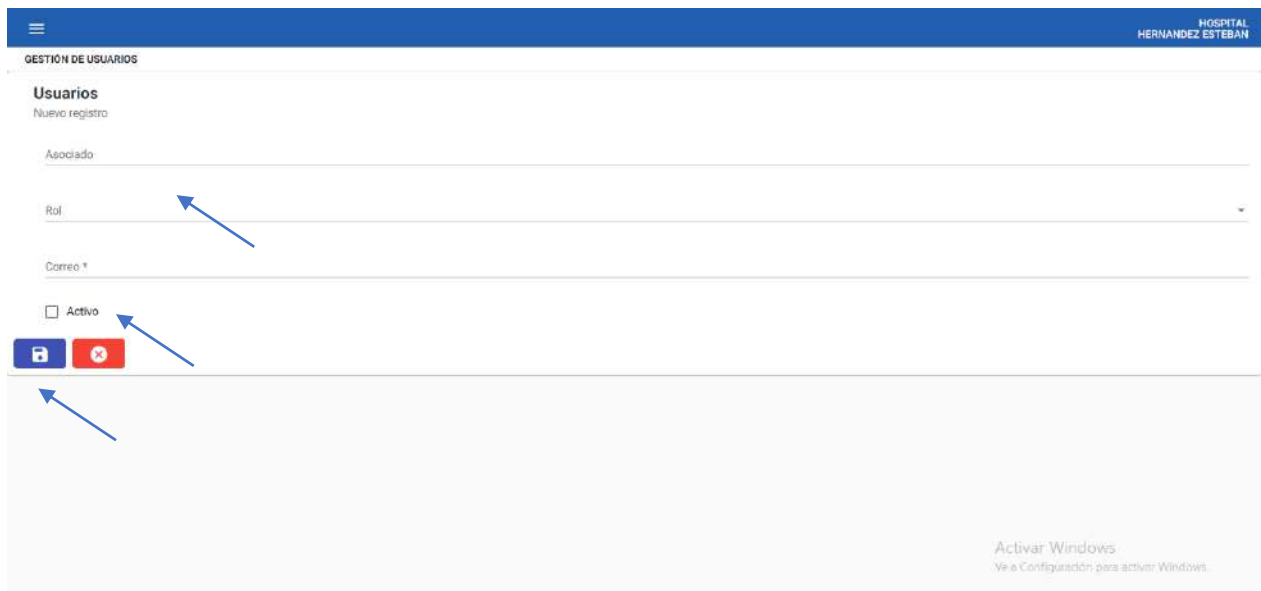 HOSPITAL
HERNANDEZ ESTEBAN
GESTIÓN DE USUARIOS
Usuarios
Nuevo registro
Asociado
Rol
Correo *
Activo
Activar Windows
Ve a Configuración para activar Windows.